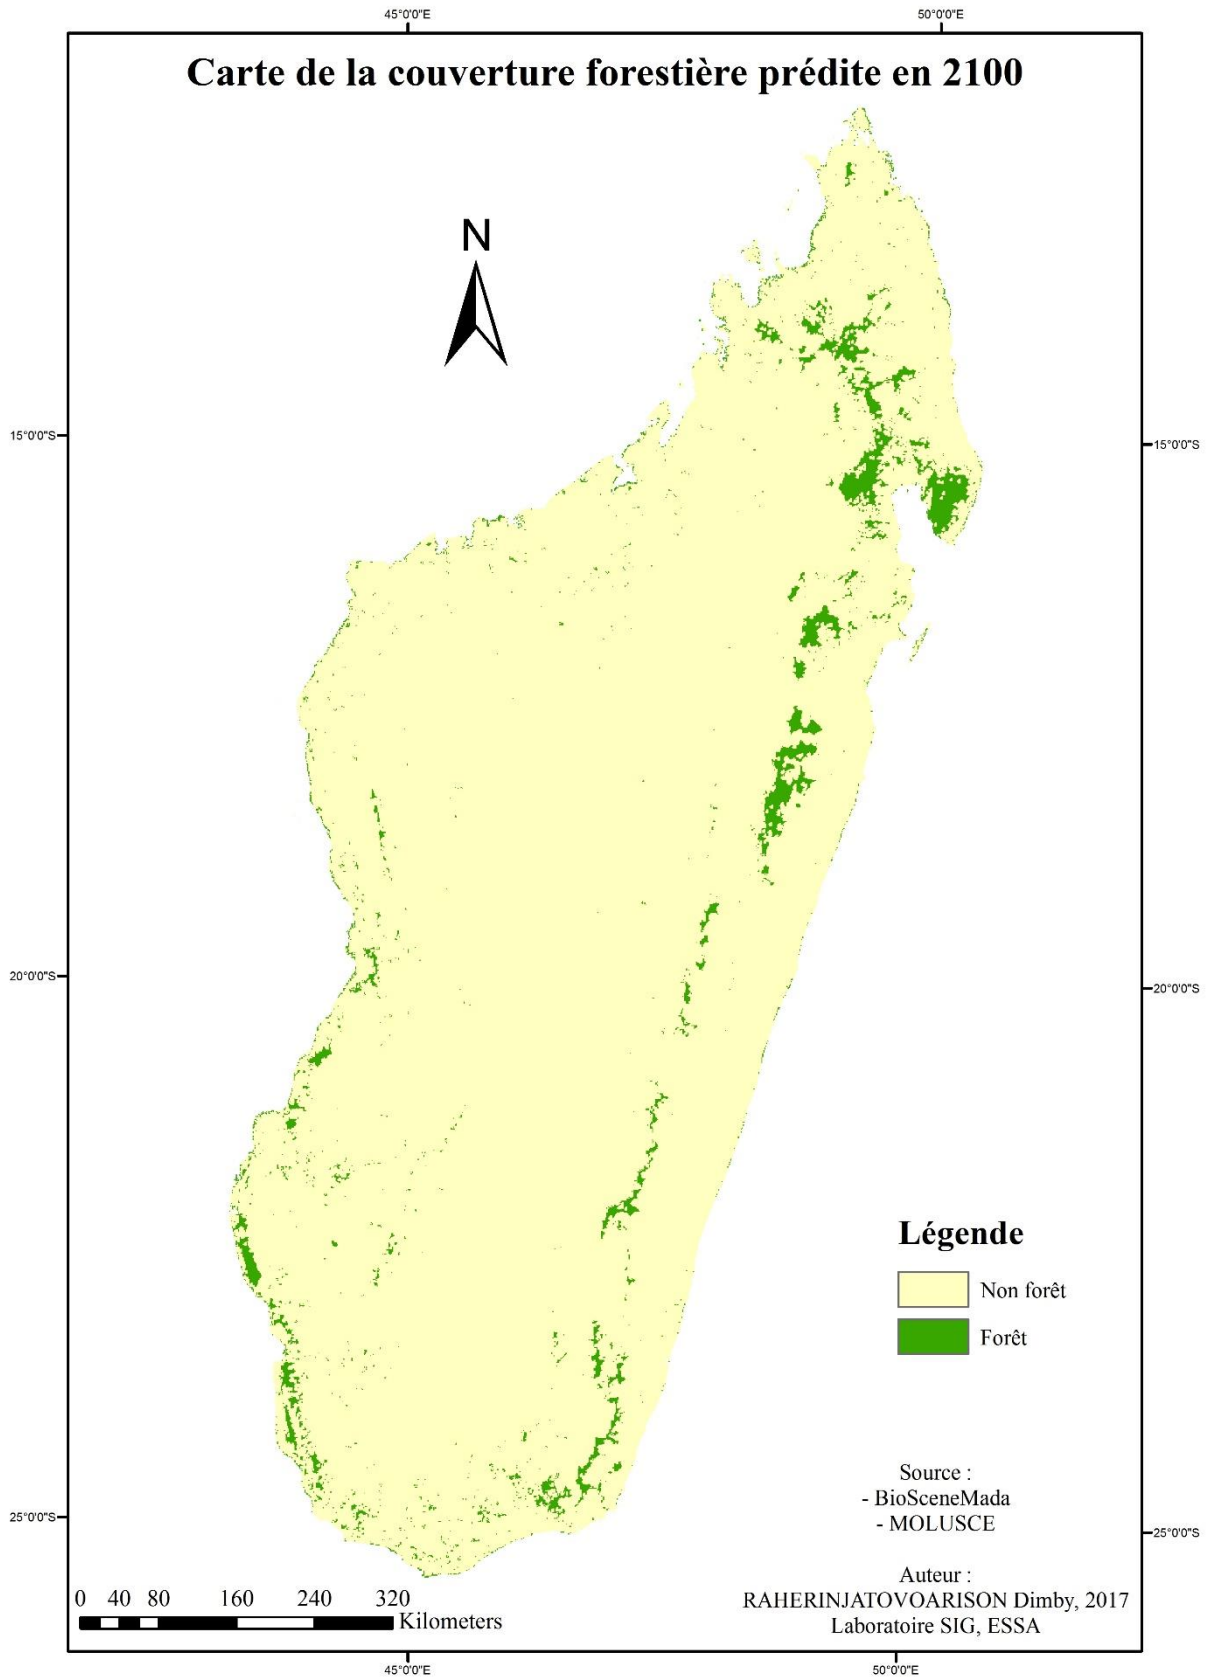 45°0'0"E 50°0'0"E
Carte de la couverture forestière prédite en 2100
N
15°0'0"S 15°0'0"S
20°0'0"S 20°0'0"S
Légende
Non forêt
Forêt
Source :
- BioSceneMada
- MOLUSCE
25°0'0"S 25°0'0"S
Auteur :
RAHERINJATOVOARISON Dimby, 2017
Laboratoire SIG, ESSA
0 40 80 160 240 320
Kilometers
45°0'0"E 50°0'0"E